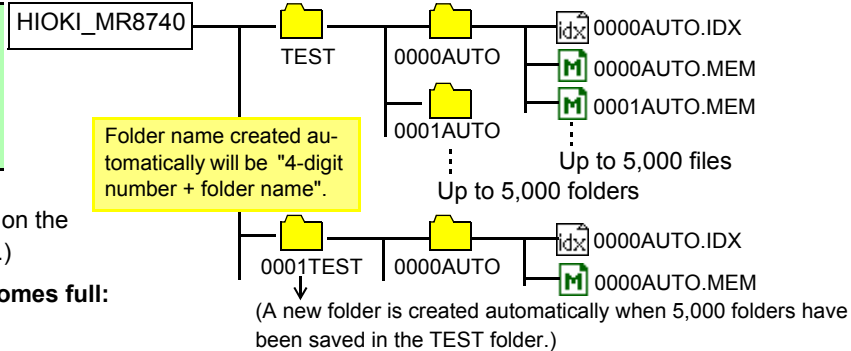 HIOKI_MR8740
TEST
0000AUTO
idx 0000AUTO.IDX
M 0000AUTO.MEM
M 0001AUTO.MEM
0001AUTO
Up to 5,000 files
Up to 5,000 folders
Folder name created au-
tomatically will be "4-digit
number + folder name".
on the
.)
omes full:
0001TEST
0000AUTO
idx 0000AUTO.IDX
M 0000AUTO.MEM
(A new folder is created automatically when 5,000 folders have
been saved in the TEST folder.)